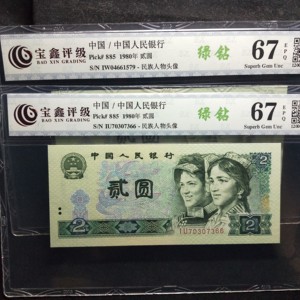 宝鑫评级
BAO XIN GRADING
中国/中国人民银行
Pick# 885 1980年 贰圆
S/N IW04661579 - 民族人物头像
绿钻
67
EPQ
Superb Gem Unc
宝鑫评级
BAO XIN GRADING
中国/中国人民银行
Pick# 885 1980年 贰圆
S/N IU70307366 - 民族人物头像
绿钻
67
EPQ
Superb Gem Unc
中国人民银行
2
贰圆
2
IU70307366